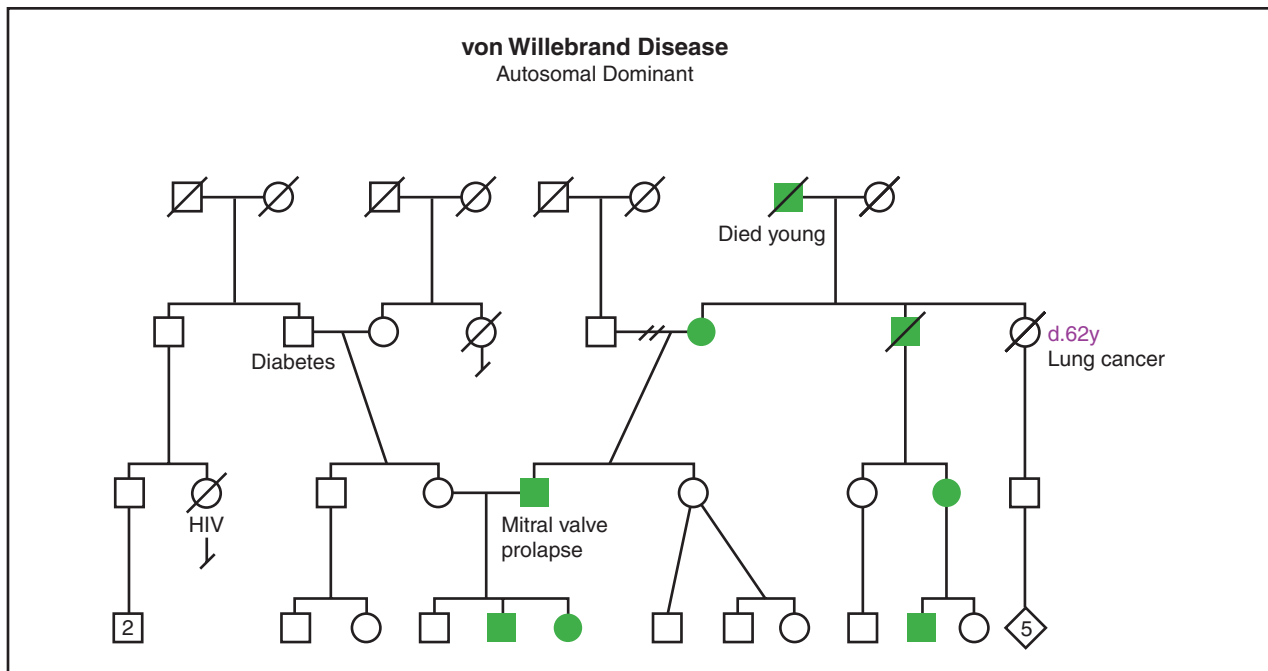 von Willebrand Disease
Autosomal Dominant
Died young
Diabetes
d.62y
Lung cancer
HIV
Mitral valve
prolapse
2
5